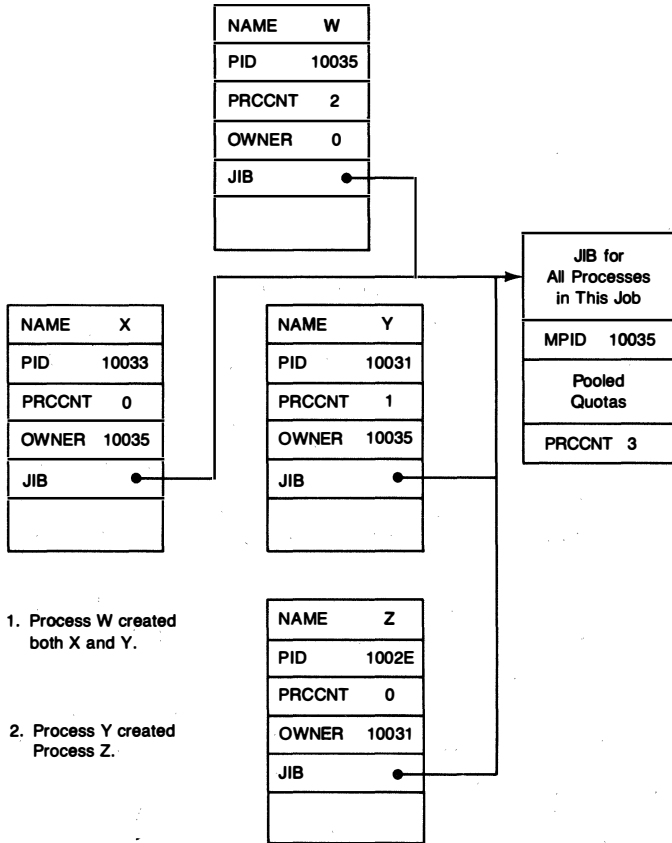 NAME W
PID 10035
PRCCNT 2
OWNER 0
JIB
JIB for
All Processes
in This Job
MPID 10035
Pooled
Quotas
PRCCNT 3
NAME X
PID 10033
PRCCNT 0
OWNER 10035
JIB
NAME Y
PID 10031
PRCCNT 1
OWNER 10035
JIB
1. Process W created
both X and Y.
2. Process Y created
Process Z.
NAME Z
PID 1002E
PRCCNT 0
OWNER 10031
JIB